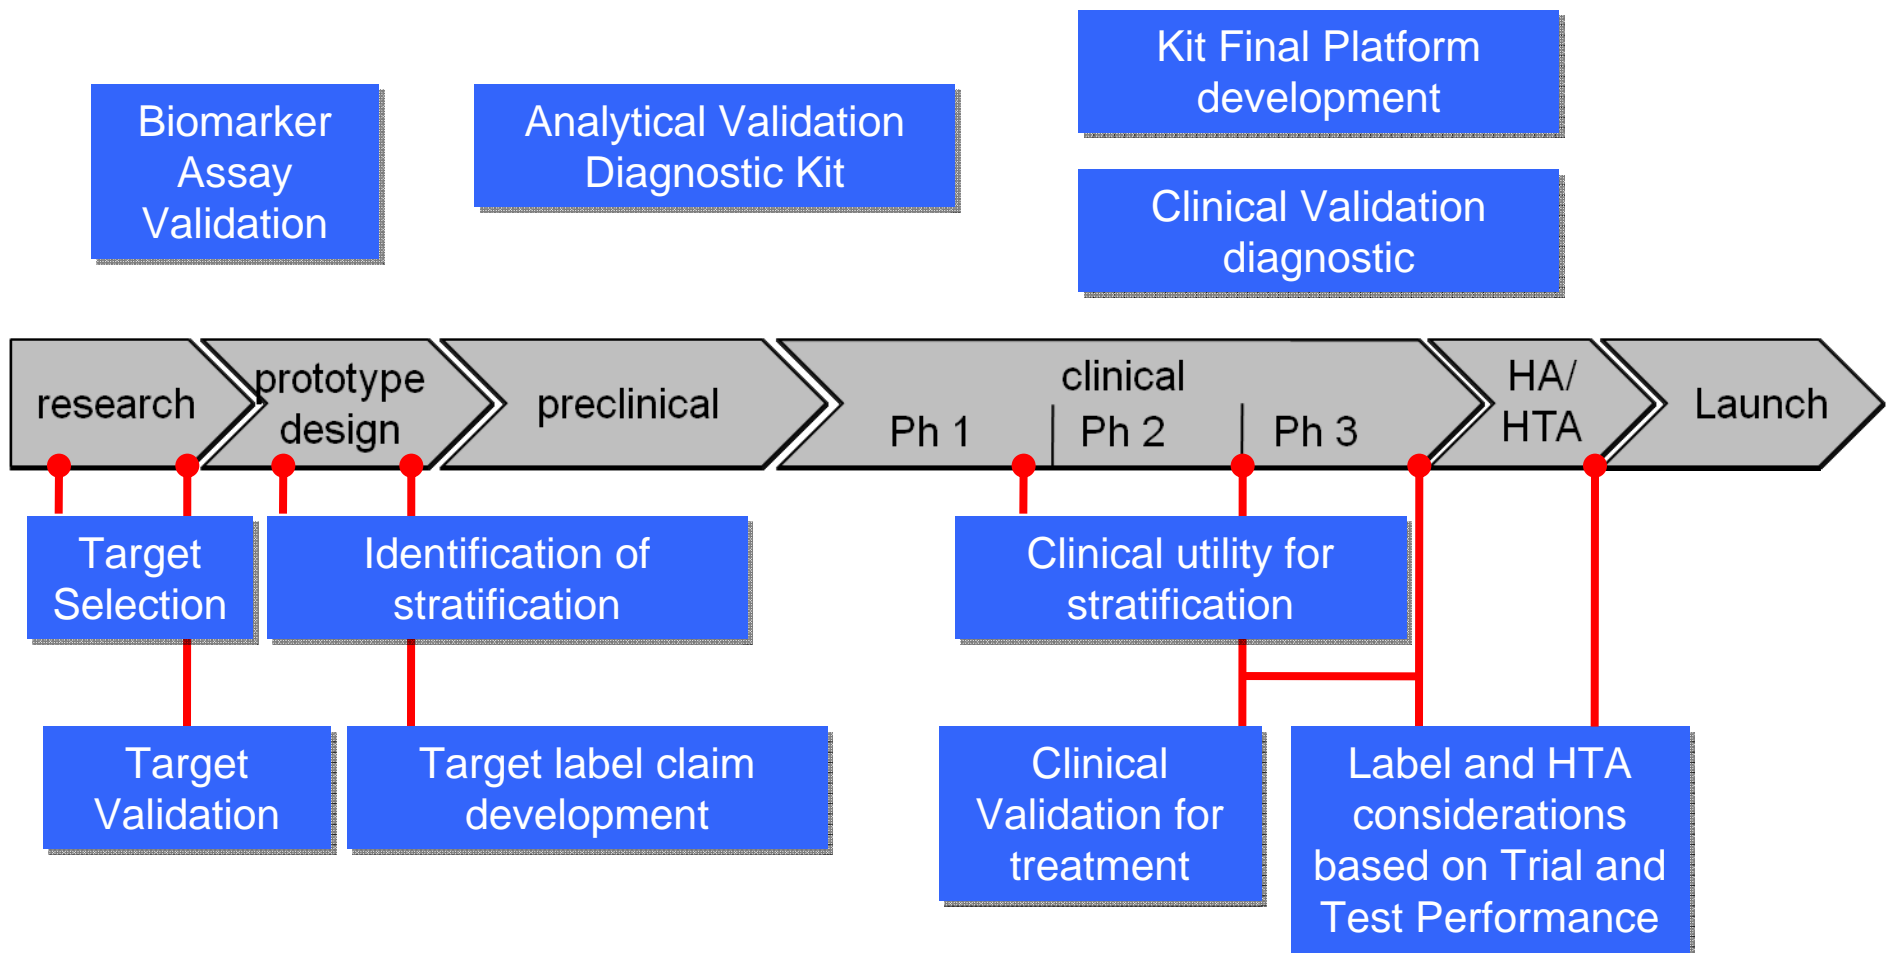 Kit Final Platform
development
Biomarker
Assay
Validation
Analytical Validation
Diagnostic Kit
Clinical Validation
diagnostic
research
prototype
design
preclinical
clinical
Ph 1
Ph 2
Ph 3
HA/
HTA
Launch
Target
Selection
Identification of
stratification
Clinical utility for
stratification
Target
Validation
Target label claim
development
Clinical
Validation for
treatment
Label and HTA
considerations
based on Trial and
Test Performance